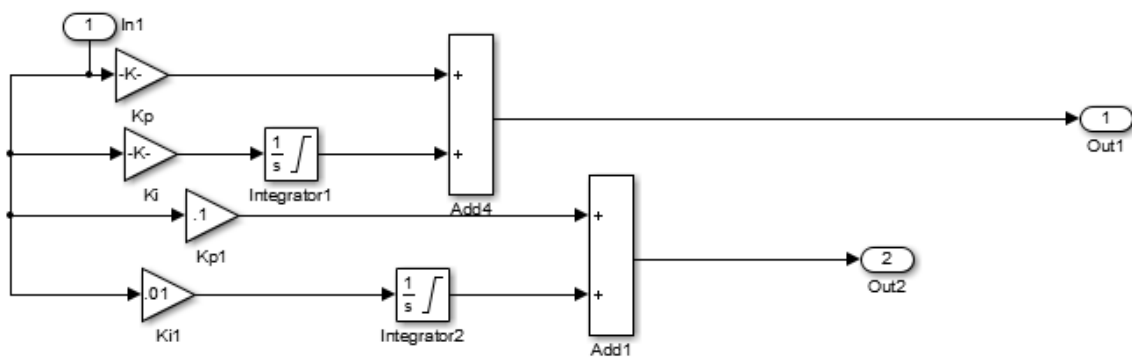 1
In1
-K-
+
Kp
1
Out1
-K-
1
s
+
Ki
Integrator1
Add4
.1
+
Kp1
2
Out2
.01
1
s
+
Ki1
Integrator2
Add1